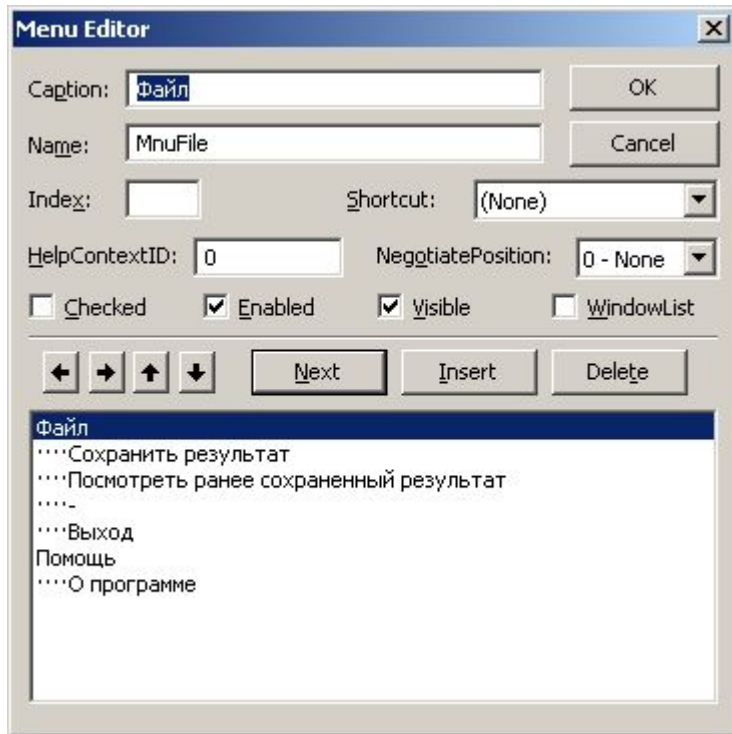 Menu Editor
Caption: Файл OK
Name: MnuFile Cancel
Index: Shortcut: (None)
HelpContextID: 0 NegotiatePosition: 0 - None
Checked Enabled Visible WindowList
Next Insert Delete
Файл
····Сохранить результат
····Посмотреть ранее сохраненный результат
····-
····Выход
Помощь
····О программе